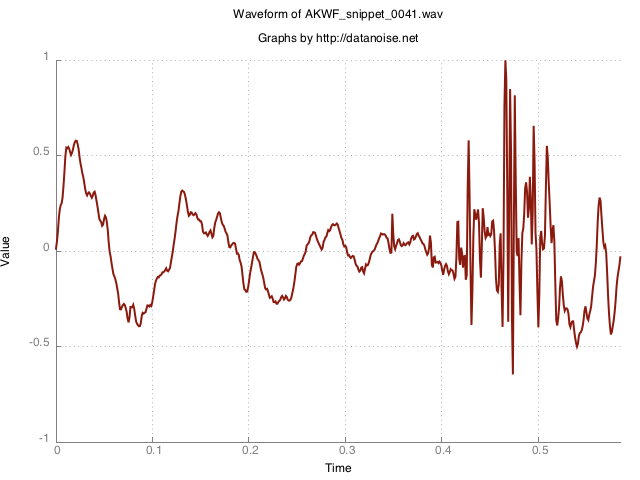 Waveform of AKWF_snippet_0041.wav
Graphs by http://datanoise.net
1
0.5
0
-0.5
-1
Value
0 0.1 0.2 0.3 0.4 0.5
Time